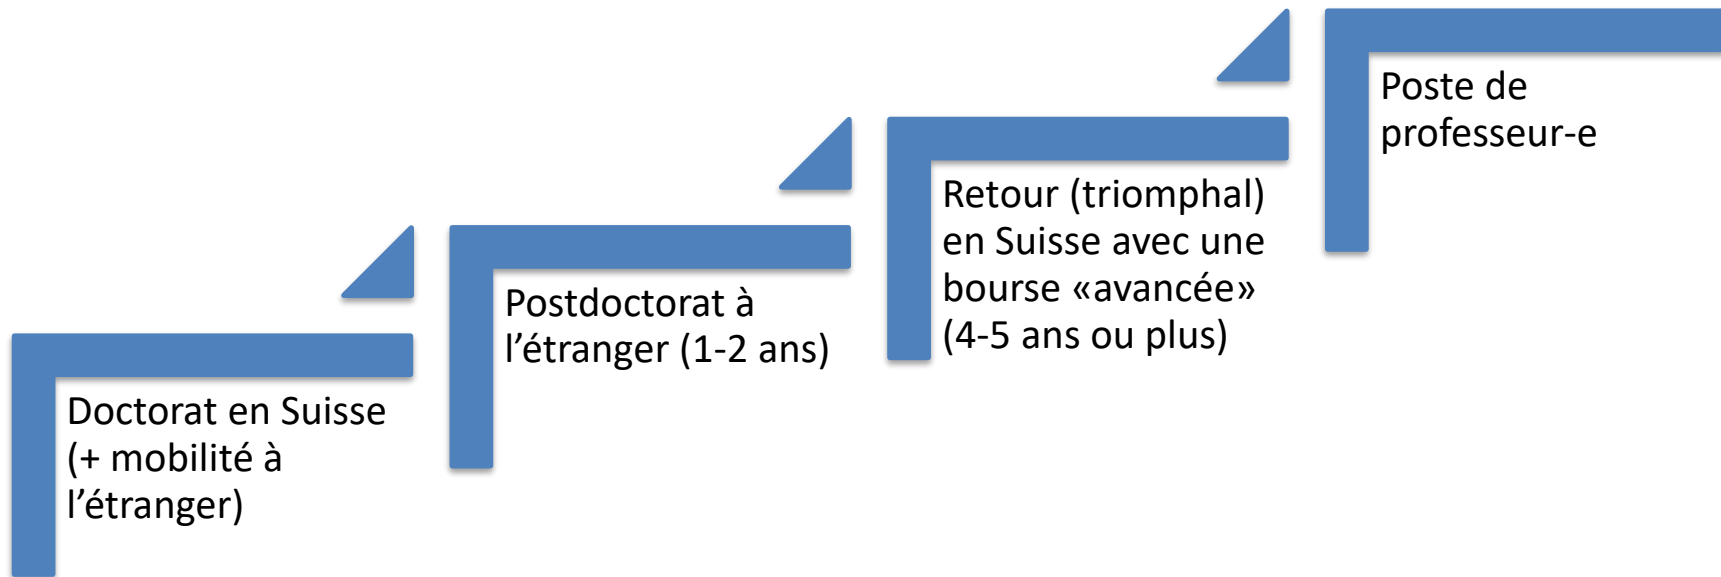 Doctorat en Suisse
(+ mobilité à
l’étranger)
Postdoctorat à
l’étranger (1-2 ans)
Retour (triomphal)
en Suisse avec une
bourse «avancée»
(4-5 ans ou plus)
Poste de
professeur-e